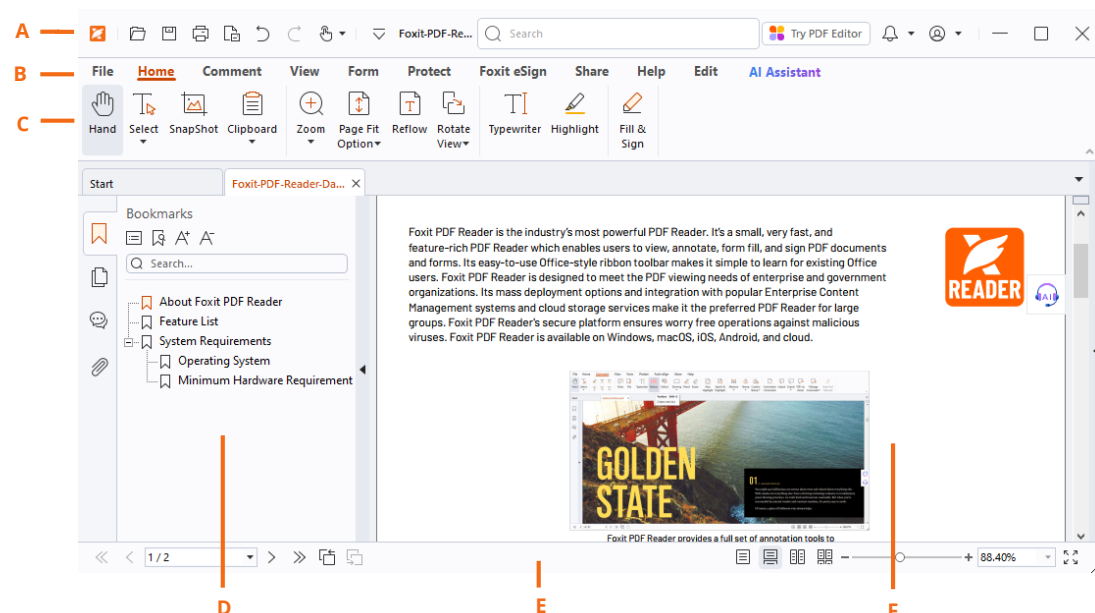 A
Foxit-PDF-Re...
Search
Try PDF Editor
B
File Home Comment View Form Protect Foxit eSign Share Help Edit AI Assistant
C
Hand Select SnapShot Clipboard Zoom Page Fit Option Reflow Rotate View Typewriter Highlight Fill & Sign
Start
Foxit-PDF-Reader-Da...
Bookmarks
Search...
About Foxit PDF Reader
Feature List
System Requirements
Operating System
Minimum Hardware Requirement
Foxit PDF Reader is the industry's most powerful PDF Reader. It's a small, very fast, and
feature-rich PDF Reader which enables users to view, annotate, form fill, and sign PDF documents
and forms. Its easy-to-use Office-style ribbon toolbar makes it simple to learn for existing Office
users. Foxit PDF Reader is designed to meet the PDF viewing needs of enterprise and government
organizations. Its mass deployment options and integration with popular Enterprise Content
Management systems and cloud storage services make it the preferred PDF Reader for large
groups. Foxit PDF Reader's secure platform ensures worry free operations against malicious
viruses. Foxit PDF Reader is available on Windows, macOS, iOS, Android, and cloud.
READER
AI
GOLDEN
STATE
01
Foxit PDF Reader provides a full set of annotation tools to
1 / 2
88.40%
D
E